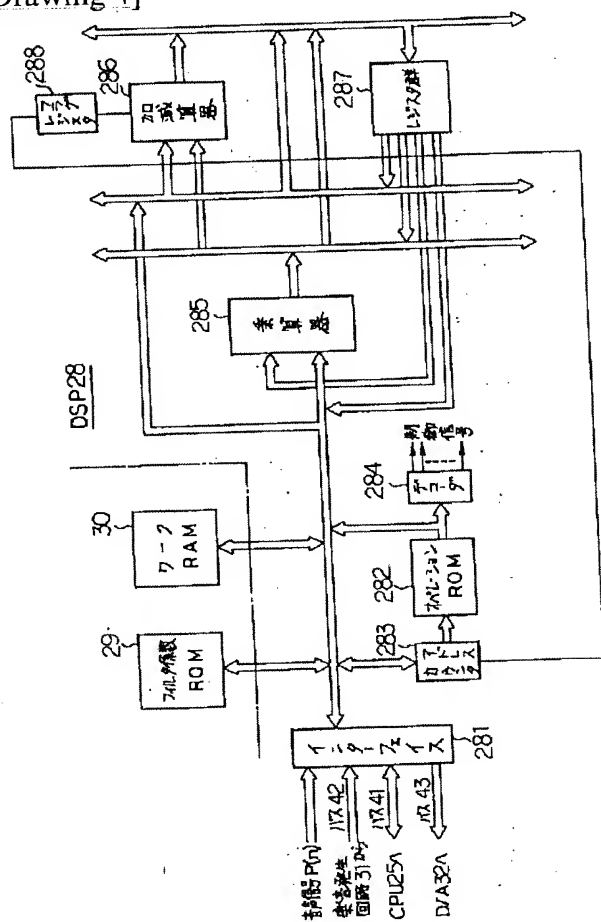 Drawing 4]
DSP28
288
フラグ
レジスタ
286
加減算器
287
レジスタ群
285
乗算器
30
ワーク
RAM
29
フィルタ係数
ROM
284
デコーダ
制御信号
282
オペレーション
ROM
283
アドレス
カウンタ
インターフェイス
281
音声信号P(n)
楽音発生
回路31から
バス42
CPU25へ
バス41
D/A32へ
バス43